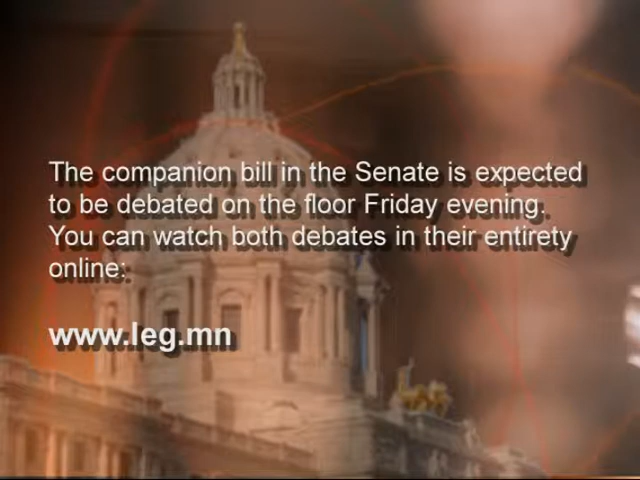 The companion bill in the Senate is expected
to be debated on the floor Friday evening.
You can watch both debates in their entirety
online:
www.leg.mn